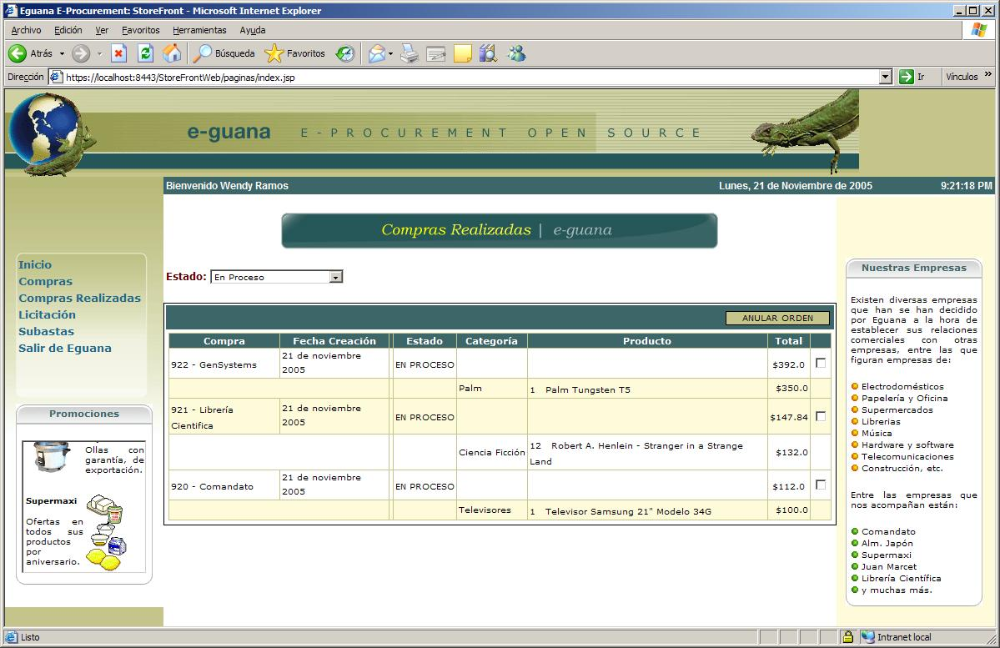 Eguana E-Procurement: StoreFront - Microsoft Internet Explorer
Archivo Edición Ver Favoritos Herramientas Ayuda
Atrás Búsqueda Favoritos
Dirección https://localhost:8443/StoreFrontWeb/paginas/index.jsp Ir Vínculos »
e-guana E-PROCUREMENT OPEN SOURCE
Bienvenido Wendy Ramos Lunes, 21 de Noviembre de 2005 9:21:18 PM
Compras Realizadas | e-guana
Inicio
Compras
Compras Realizadas
Licitación
Subastas
Salir de Eguana
Promociones
Ollas con
garantía, de
exportación.
Supermaxi
Ofertas en
todos sus
productos
por
aniversario.
Estado: En Proceso
ANULAR ORDEN
Compra Fecha Creación Estado Categoría Producto Total
922 - GenSystems 21 de noviembre
2005 EN PROCESO $392.0
Palm 1 Palm Tungsten T5 $350.0
921 - Librería
Cientifica 21 de noviembre
2005 EN PROCESO $147.84
Ciencia Ficción 12 Robert A. Henlein - Stranger in a Strange
Land $132.0
920 - Comandato 21 de noviembre
2005 EN PROCESO $112.0
Televisores 1 Televisor Samsung 21" Modelo 34G $100.0
Nuestras Empresas
Existen diversas empresas
que han se han decidido
por Eguana a la hora de
establecer sus relaciones
comerciales con otras
empresas, entre las que
figuran empresas de:
Electrodomésticos
Papelería y Oficina
Supermercados
Librerias
Música
Hardware y software
Telecomunicaciones
Construcción, etc.
Entre las empresas que
nos acompañan están:
Comandato
Alm. Japón
Supermaxi
Juan Marcet
Librería Científica
y muchas más.
Listo Intranet local